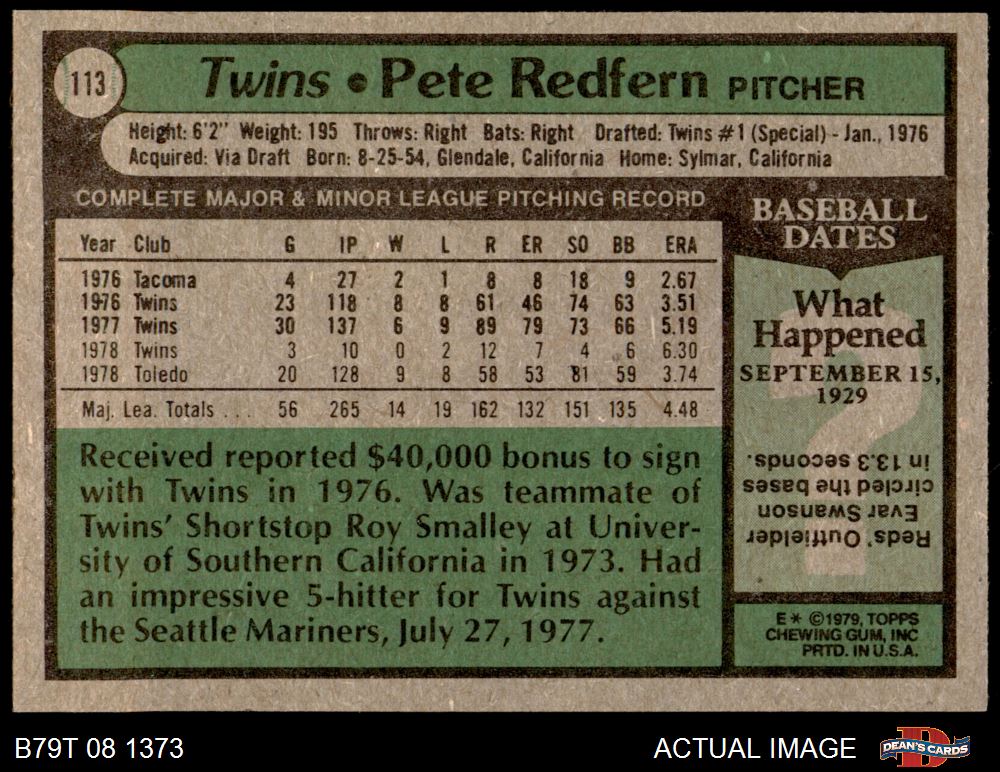 113
Twins • Pete Redfern PITCHER
Height: 6'2" Weight: 195 Throws: Right Bats: Right Drafted: Twins #1 (Special) - Jan., 1976
Acquired: Via Draft Born: 8-25-54, Glendale, California Home: Sylmar, California
COMPLETE MAJOR & MINOR LEAGUE PITCHING RECORD
Year Club G IP W L R ER SO BB ERA
1976 Tacoma 4 27 2 1 8 8 18 9 2.67
1976 Twins 23 118 8 8 61 46 74 63 3.51
1977 Twins 30 137 6 9 89 79 73 66 5.19
1978 Twins 3 10 0 2 12 7 4 6 6.30
1978 Toledo 20 128 9 8 58 53 81 59 3.74
Maj. Lea. Totals . . . 56 265 14 19 162 132 151 135 4.48
Received reported $40,000 bonus to sign
with Twins in 1976. Was teammate of
Twins' Shortstop Roy Smalley at Univer-
sity of Southern California in 1973. Had
an impressive 5-hitter for Twins against
the Seattle Mariners, July 27, 1977.
BASEBALL
DATES
What
Happened
SEPTEMBER 15,
1929
?
Reds' Outfielder
Evar Swanson
circled the bases
in 13.3 seconds.
E* ©1979, TOPPS
CHEWING GUM, INC
PRTD. IN U.S.A.
B79T 08 1373
ACTUAL IMAGE
D
DEAN'S CARDS